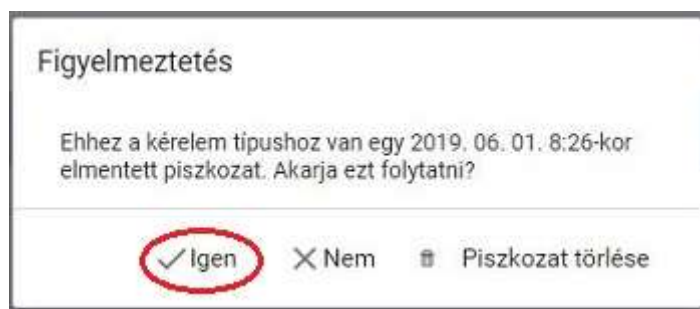 Figyelmeztetés
Ehhez a kérelem típushoz van egy 2019. 06. 01. 8:26-kor
elmentett piszkozat. Akarja ezt folytatni?
Igen Nem Piszkozat törlése